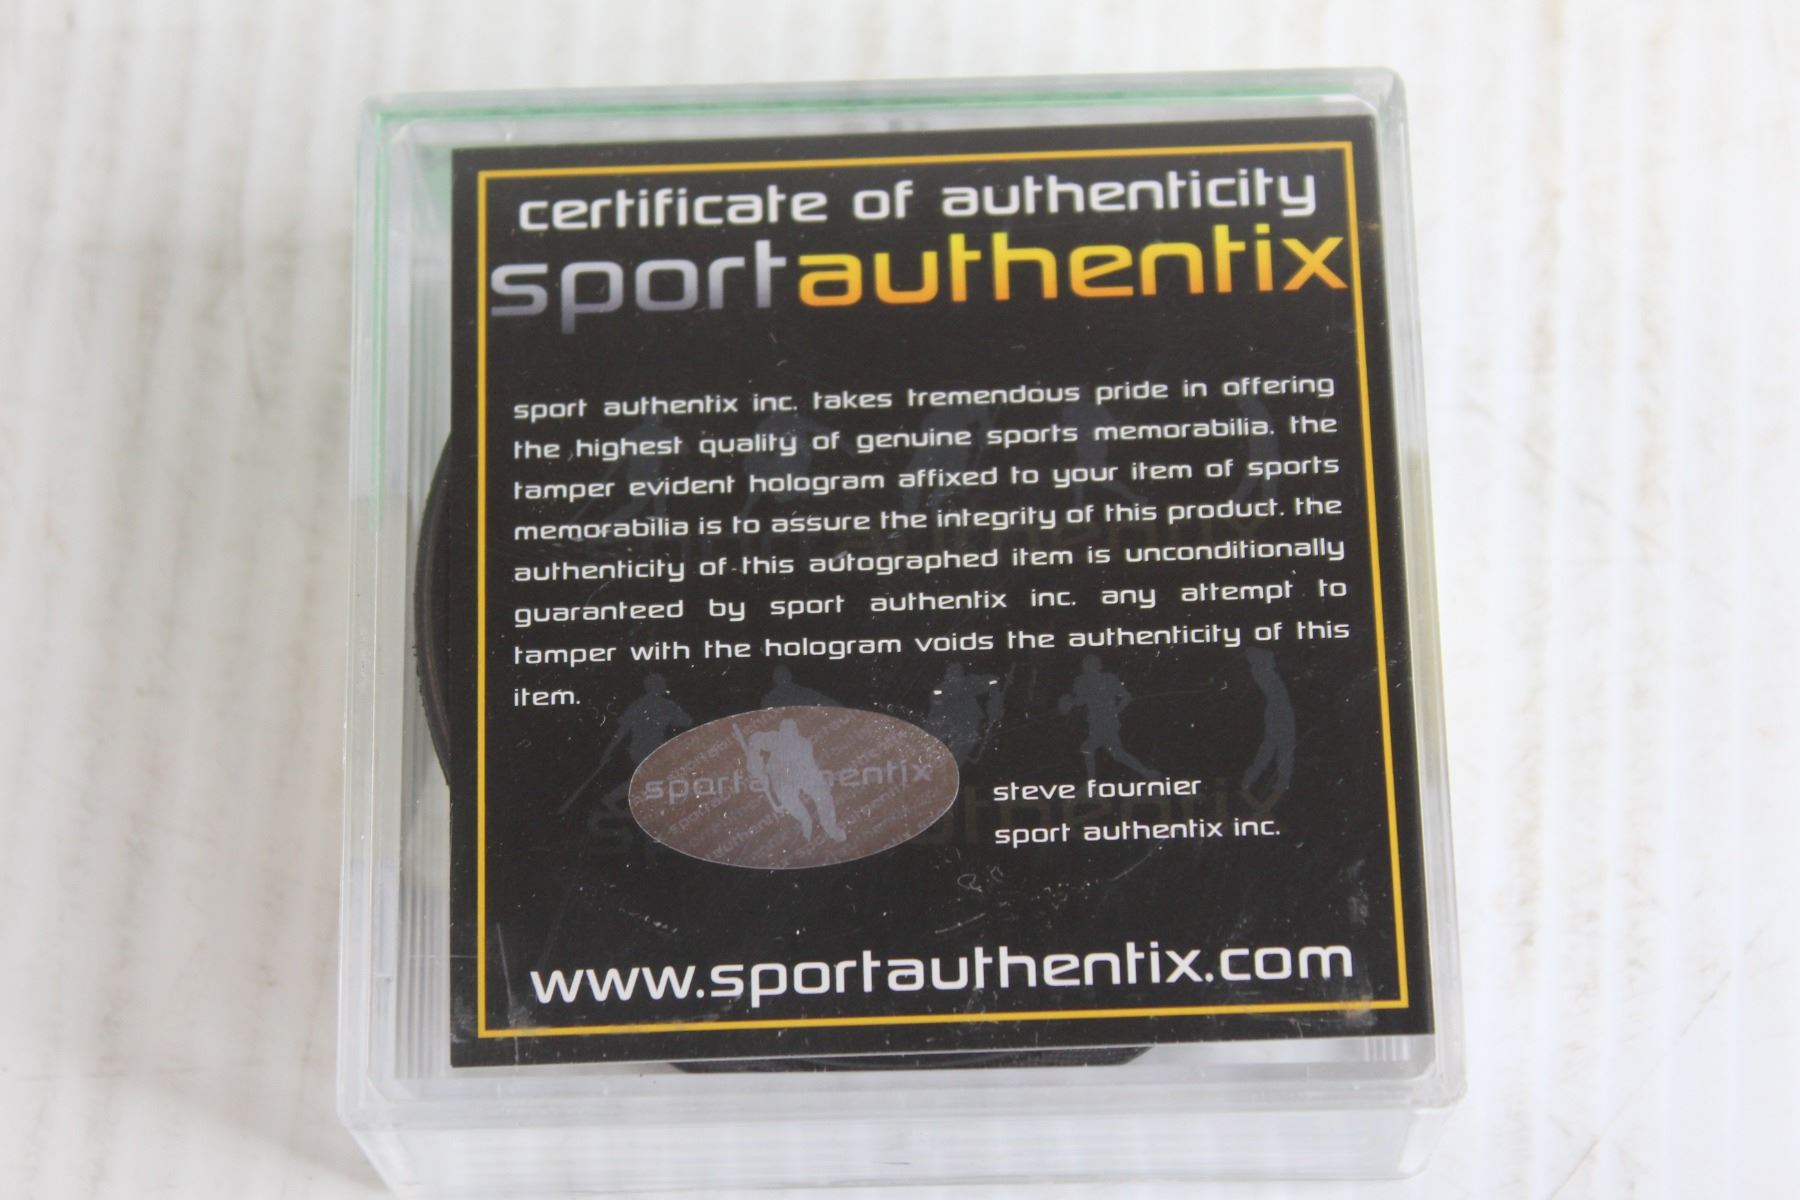 certificate of authenticity
sportauthentix
sport authentix inc. takes tremendous pride in offering
the highest quality of genuine sports memorabilia. the
tamper evident hologram affixed to your item of sports
memorabilia is to assure the integrity of this product. the
authenticity of this autographed item is unconditionally
guaranteed by sport authentix inc. any attempt to
tamper with the hologram voids the authenticity of this
item.
sportauthentix
steve fournier
sport authentix inc.
www.sportauthentix.com